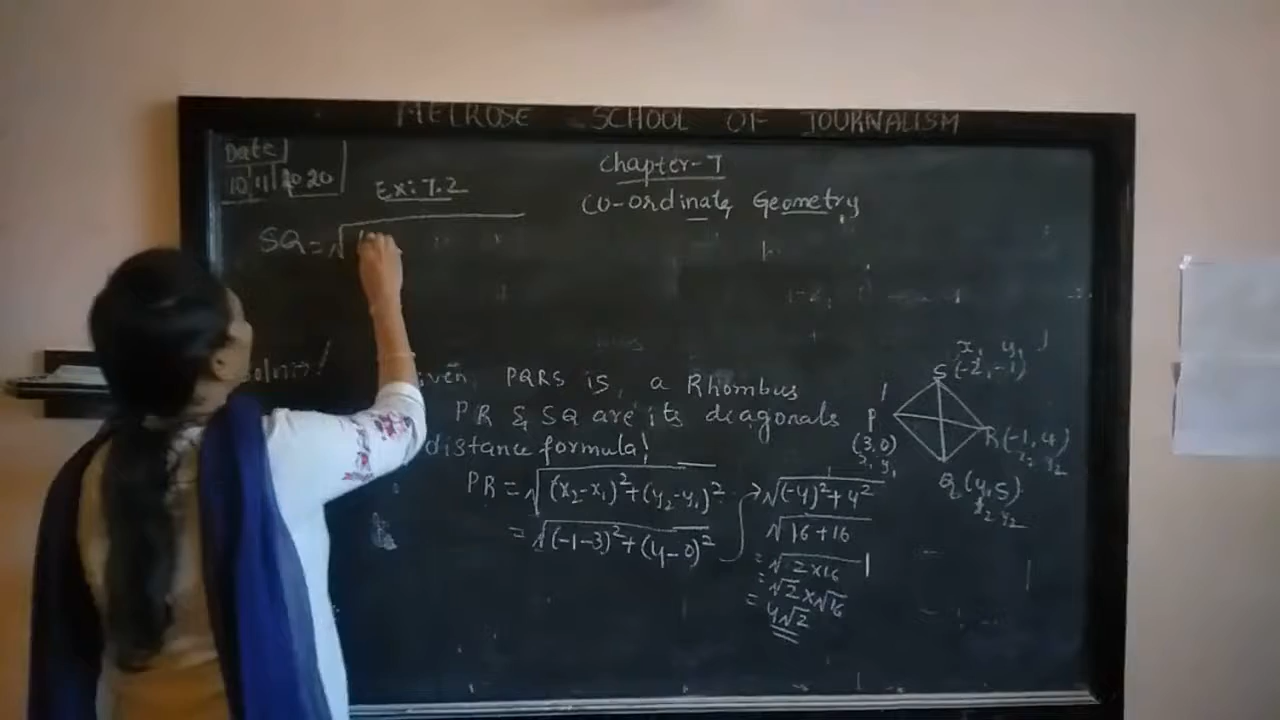 MELROSE SCHOOL OF JOURNALISM
Date
10 11 2020
Chapter-7
Ex: 7.2
Co-ordinate Geometry
SQ = √
PQRS is, a Rhombus
PR & SQ are its diagonals
distance formula!
PR = √(x₂-x₁)²+(y₂-y₁)²
= √(-1-3)²+(4-0)²
√(-4)²+4²
√16+16
= √2×16
= √2×√16
= 4√2
x₁ y₁
S (-2,-1)
P
(3,0)
x₁ y₁
R(-1,4)
x₂ y₂
Q (4,5)
x₂ y₂